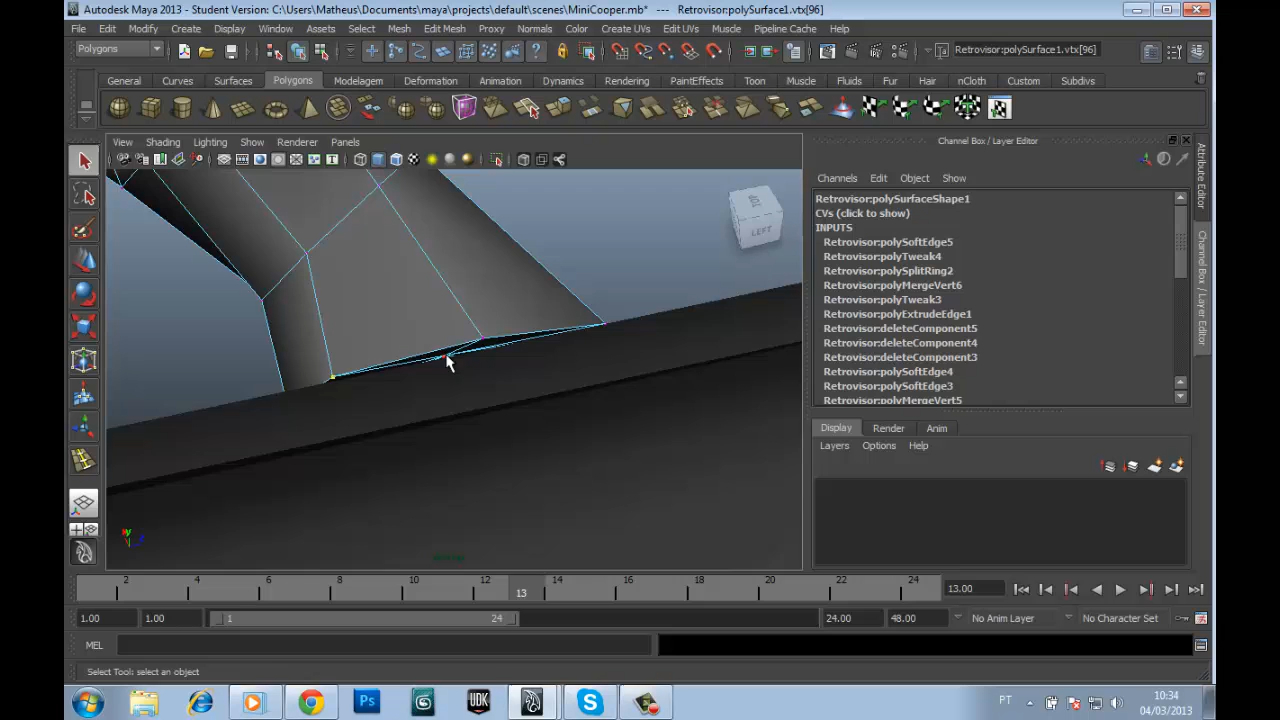 Autodesk Maya 2013 - Student Version: C:\Users\Matheus\Documents\maya\projects\default\scenes\MiniCooper.mb* --- Retrovisor:polySurface1.vtx[96]
File Edit Modify Create Display Window Assets Select Mesh Edit Mesh Proxy Normals Color Create UVs Edit UVs Muscle Pipeline Cache Help
Polygons
Retrovisor:polySurface1.vtx[96]
General Curves Surfaces Polygons Modelagem Deformation Animation Dynamics Rendering PaintEffects Toon Muscle Fluids Fur Hair nCloth Custom Subdivs
View Shading Lighting Show Renderer Panels
Channel Box / Layer Editor
Channels Edit Object Show
Retrovisor:polySurfaceShape1
CVs (click to show)
INPUTS
Retrovisor:polySoftEdge5
Retrovisor:polyTweak4
Retrovisor:polySplitRing2
Retrovisor:polyMergeVert6
Retrovisor:polyTweak3
Retrovisor:polyExtrudeEdge1
Retrovisor:deleteComponent5
Retrovisor:deleteComponent4
Retrovisor:deleteComponent3
Retrovisor:polySoftEdge4
Retrovisor:polySoftEdge3
Retrovisor:polyMergeVert5
Attribute Editor
Channel Box / Layer Editor
LEFT
Display Render Anim
Layers Options Help
2 4 6 8 10 12 13 14 16 18 20 22 24
13.00
1.00 1.00 1 24 24.00 48.00 No Anim Layer No Character Set
MEL
Select Tool: select an object
Ps UDK
PT
10:34
04/03/2013